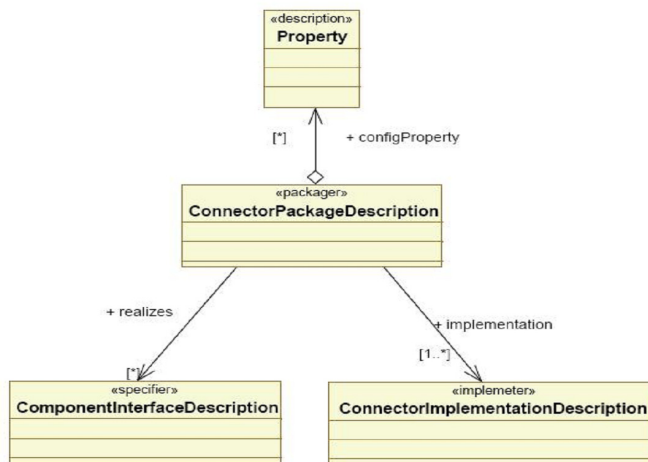 «description»
Property
[*]
+ configProperty
«packager»
ConnectorPackageDescription
+ realizes
+ implementation
[*]
[1..*]
«specifier»
ComponentInterfaceDescription
«implemeter»
ConnectorImplementationDescription